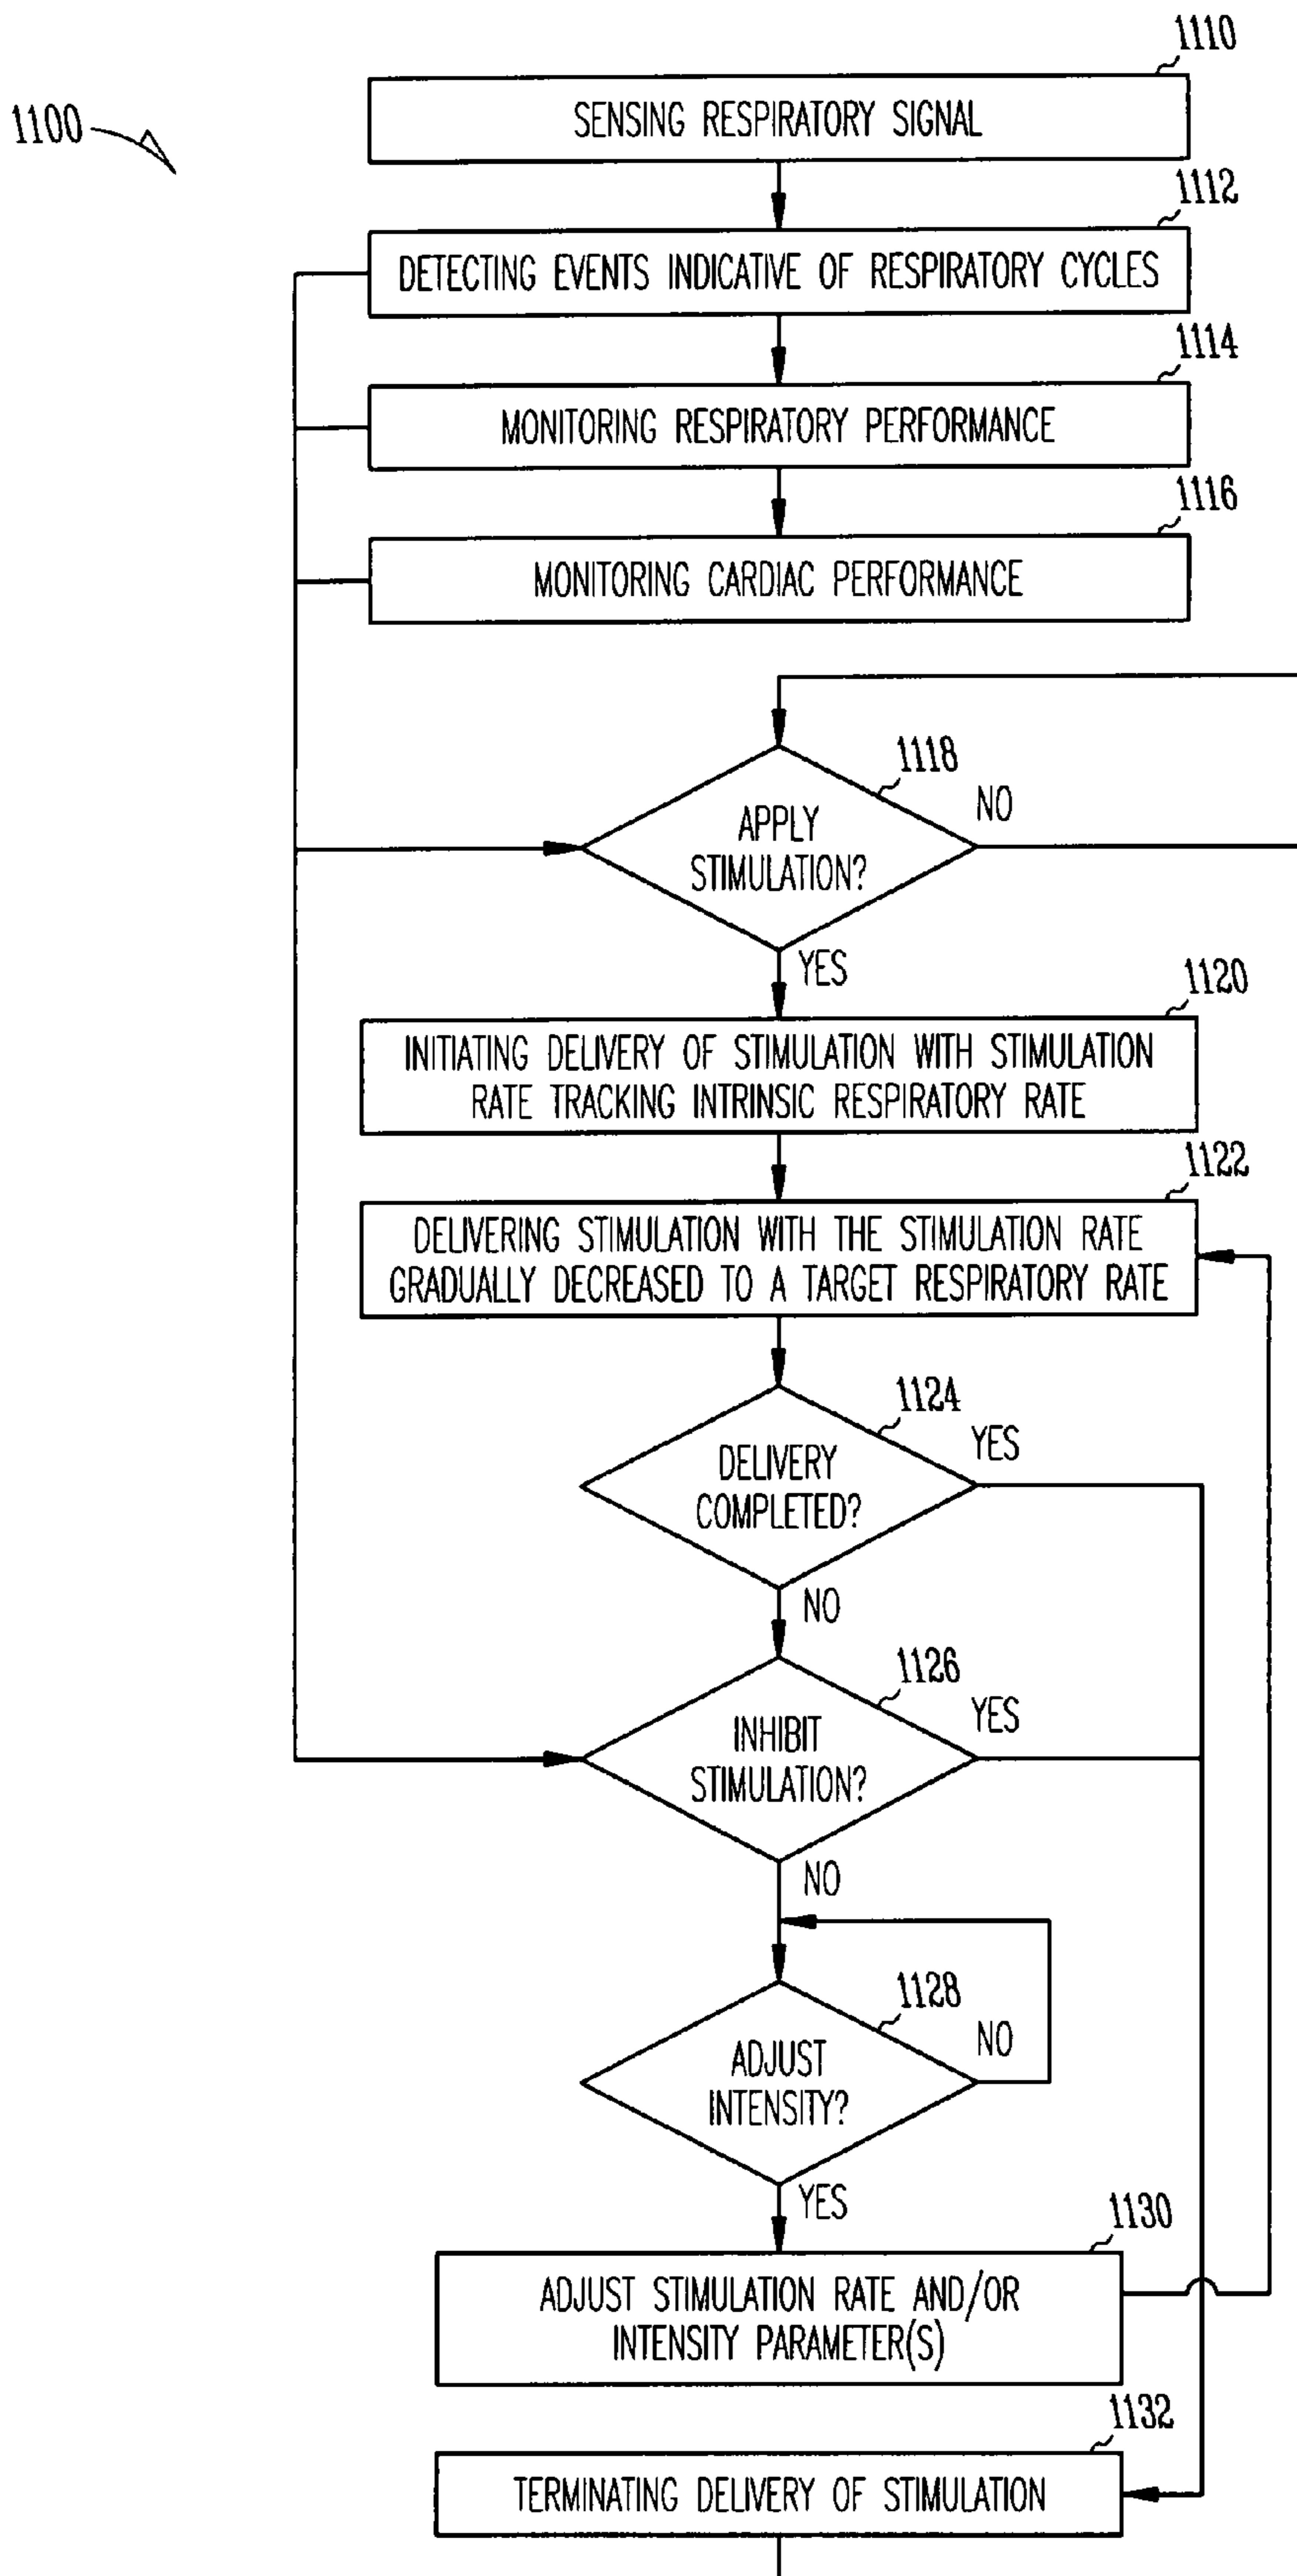 1100
1110
SENSING RESPIRATORY SIGNAL
1112
DETECTING EVENTS INDICATIVE OF RESPIRATORY CYCLES
1114
MONITORING RESPIRATORY PERFORMANCE
1116
MONITORING CARDIAC PERFORMANCE
1118
APPLY
STIMULATION?
NO
YES
1120
INITIATING DELIVERY OF STIMULATION WITH STIMULATION
RATE TRACKING INTRINSIC RESPIRATORY RATE
1122
DELIVERING STIMULATION WITH THE STIMULATION RATE
GRADUALLY DECREASED TO A TARGET RESPIRATORY RATE
1124
DELIVERY
COMPLETED?
YES
NO
1126
INHIBIT
STIMULATION?
YES
NO
1128
ADJUST
INTENSITY?
NO
YES
1130
ADJUST STIMULATION RATE AND/OR
INTENSITY PARAMETER(S)
1132
TERMINATING DELIVERY OF STIMULATION